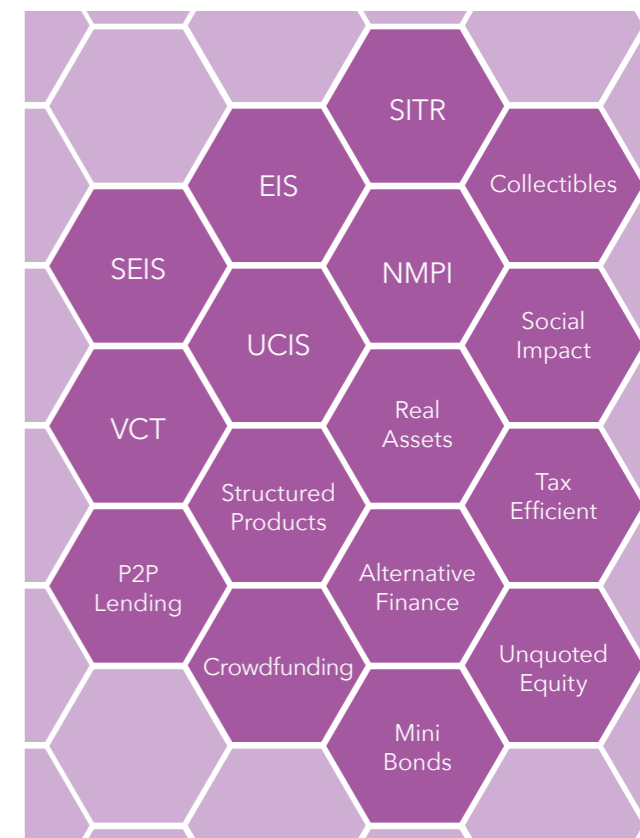 SITR
EIS
Collectibles
SEIS
NMPI
Social
Impact
UCIS
VCT
Real
Assets
Structured
Products
Tax
Efficient
P2P
Lending
Alternative
Finance
Crowdfunding
Unquoted
Equity
Mini
Bonds